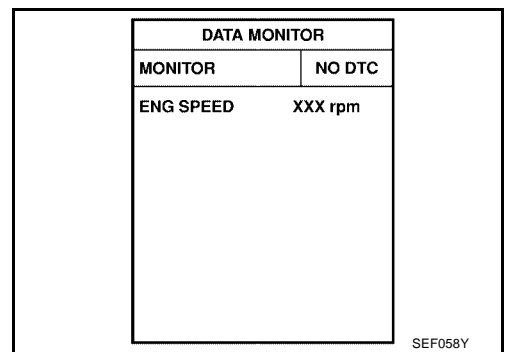 DATA MONITOR
MONITOR NO DTC
ENG SPEED XXX rpm
SEF058Y